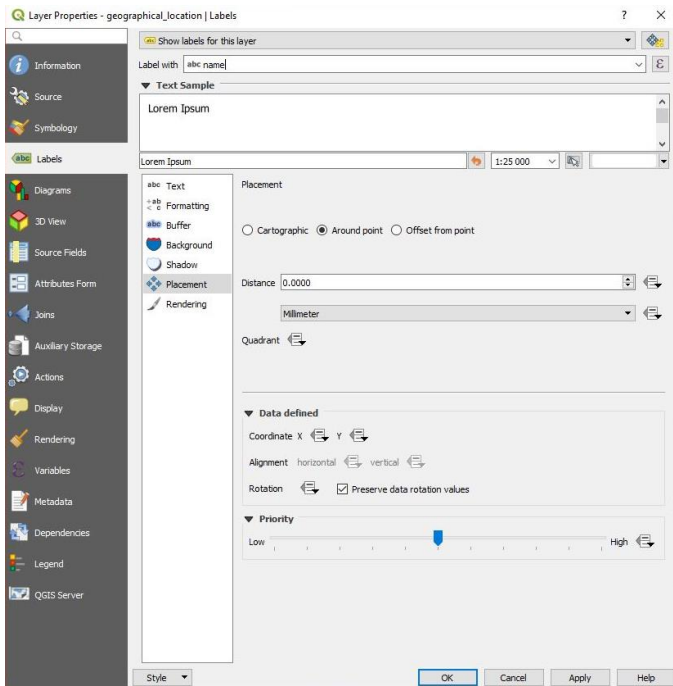 Layer Properties - geographical_location | Labels
? X
Information
Source
Symbology
abc Labels
Diagrams
3D View
Source Fields
Attributes Form
Joins
Auxiliary Storage
Actions
Display
Rendering
Variables
Metadata
Dependencies
Legend
QGIS Server
abc Show labels for this layer
Label with abc name ε
Text Sample
Lorem Ipsum
Lorem Ipsum 1:25 000
abc Text
+ab < c Formatting
abc Buffer
Background
Shadow
Placement
Rendering
Placement
Cartographic Around point Offset from point
Distance 0.0000
Millimeter
Quadrant
Data defined
Coordinate X Y
Alignment horizontal vertical
Rotation Preserve data rotation values
Priority
Low High
Style OK Cancel Apply Help